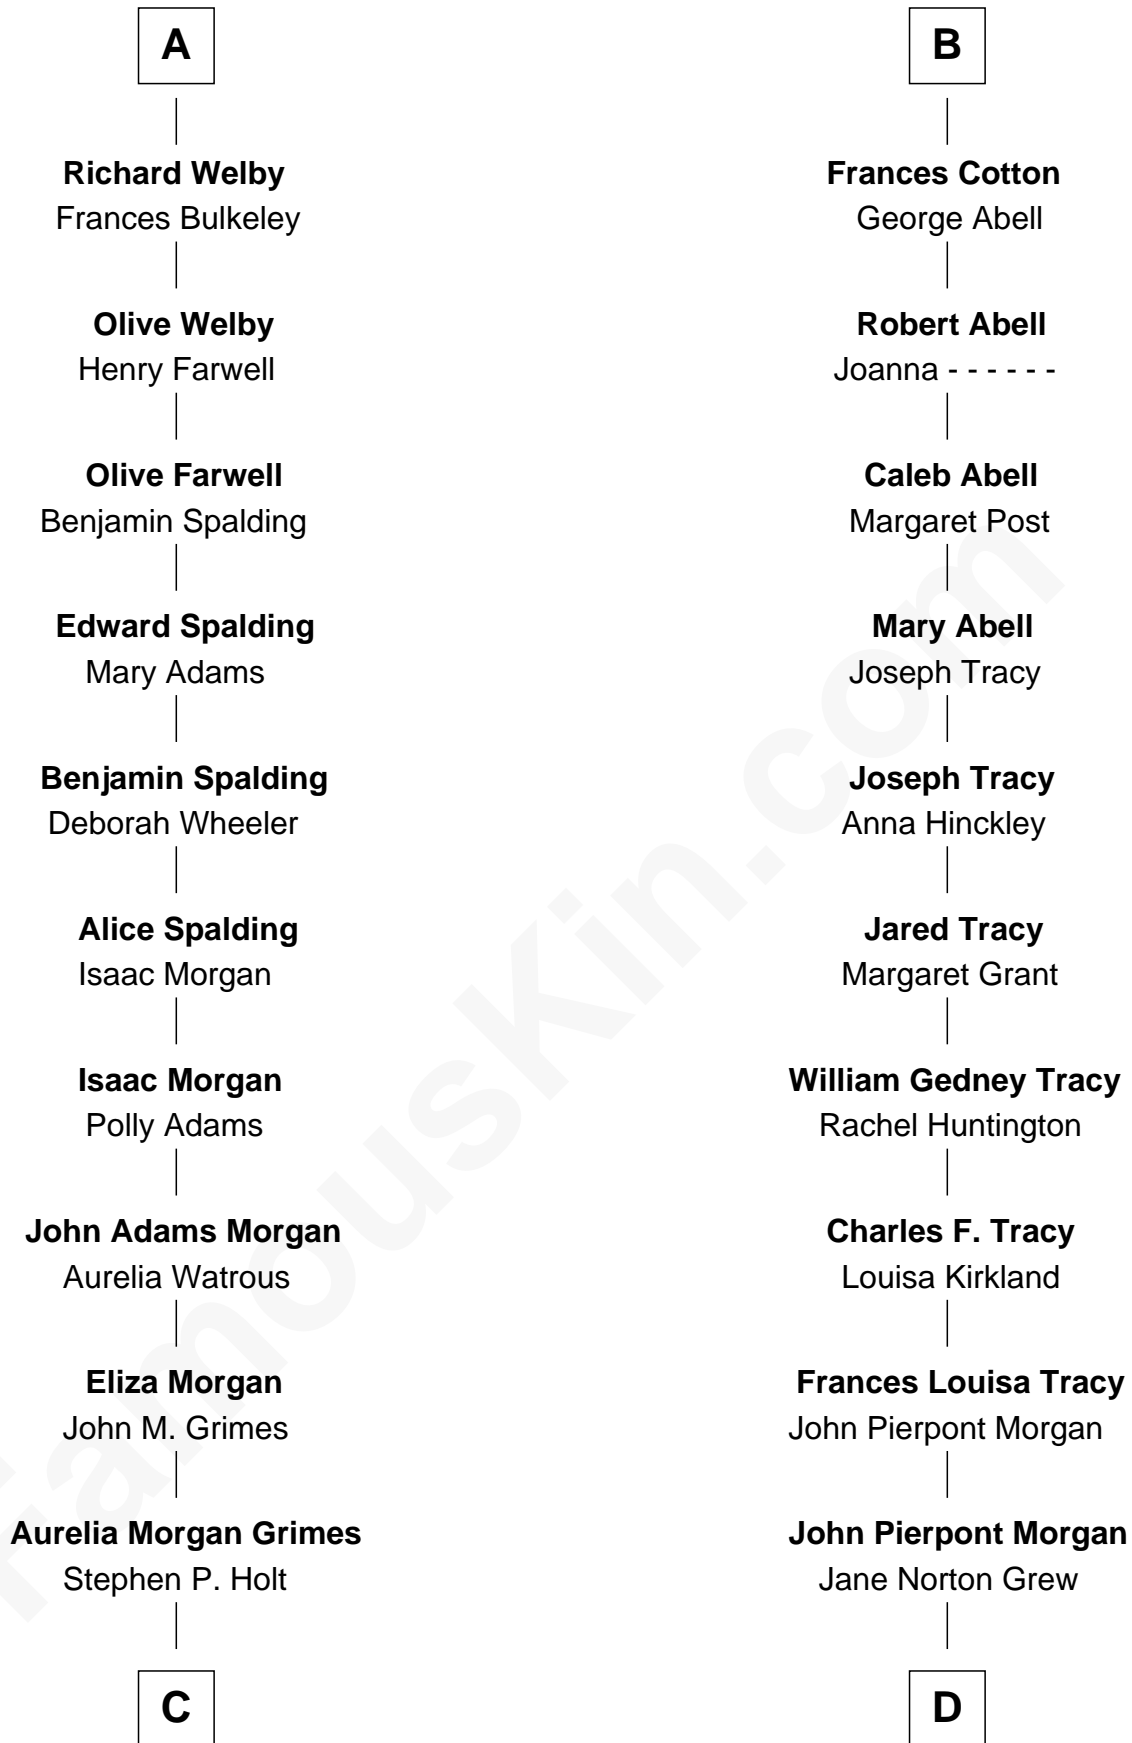 A
Richard Welby
Frances Bulkeley
Olive Welby
Henry Farwell
Olive Farwell
Benjamin Spalding
Edward Spalding
Mary Adams
Benjamin Spalding
Deborah Wheeler
Alice Spalding
Isaac Morgan
Isaac Morgan
Polly Adams
John Adams Morgan
Aurelia Watrous
Eliza Morgan
John M. Grimes
Aurelia Morgan Grimes
Stephen P. Holt
C
B
Frances Cotton
George Abell
Robert Abell
Joanna - - - - - -
Caleb Abell
Margaret Post
Mary Abell
Joseph Tracy
Joseph Tracy
Anna Hinckley
Jared Tracy
Margaret Grant
William Gedney Tracy
Rachel Huntington
Charles F. Tracy
Louisa Kirkland
Frances Louisa Tracy
John Pierpont Morgan
John Pierpont Morgan
Jane Norton Grew
D
FamousKin.com